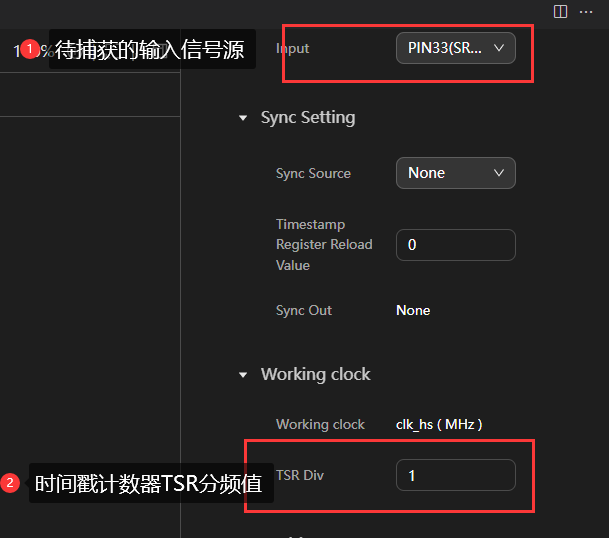 1 待捕获的输入信号源
Input
PIN33(SR...
Sync Setting
Sync Source
None
Timestamp
Register Reload
Value
0
Sync Out
None
Working clock
Working clock
clk_hs ( MHz )
2 时间戳计数器TSR分频值
TSR Div
1